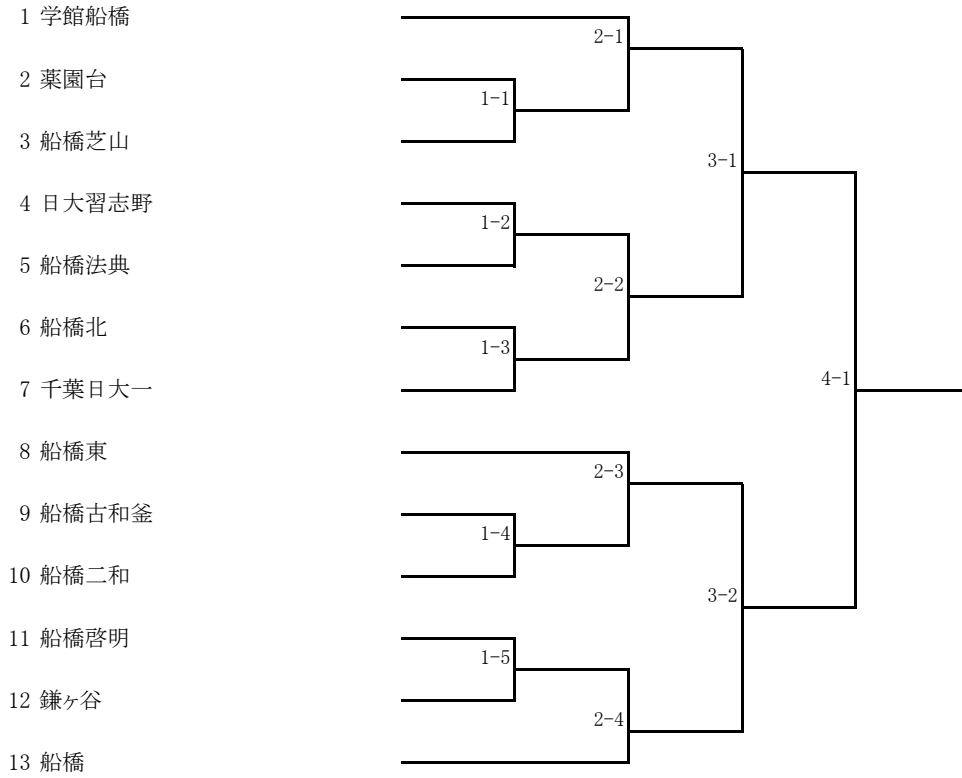 1 学館船橋
2-1
2 薬園台
1-1
3 船橋芝山
3-1
4 日大習志野
1-2
5 船橋法典
2-2
6 船橋北
1-3
7 千葉日大一
4-1
8 船橋東
2-3
9 船橋古和釜
1-4
10 船橋二和
3-2
11 船橋啓明
1-5
12 鎌ヶ谷
2-4
13 船橋